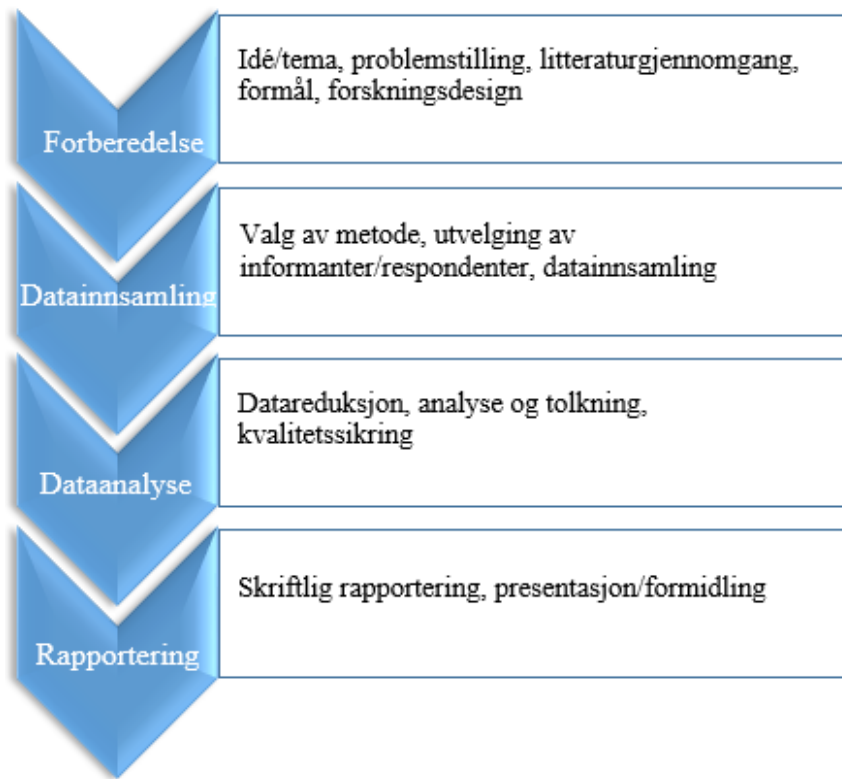 Forberedelse
Idé/tema, problemstilling, litteraturgjennomgang,
formål, forskningsdesign
Datainnsamling
Valg av metode, utvelging av
informanter/respondenter, datainnsamling
Dataanalyse
Datareduksjon, analyse og tolkning,
kvalitetssikring
Rapportering
Skriftlig rapportering, presentasjon/formidling